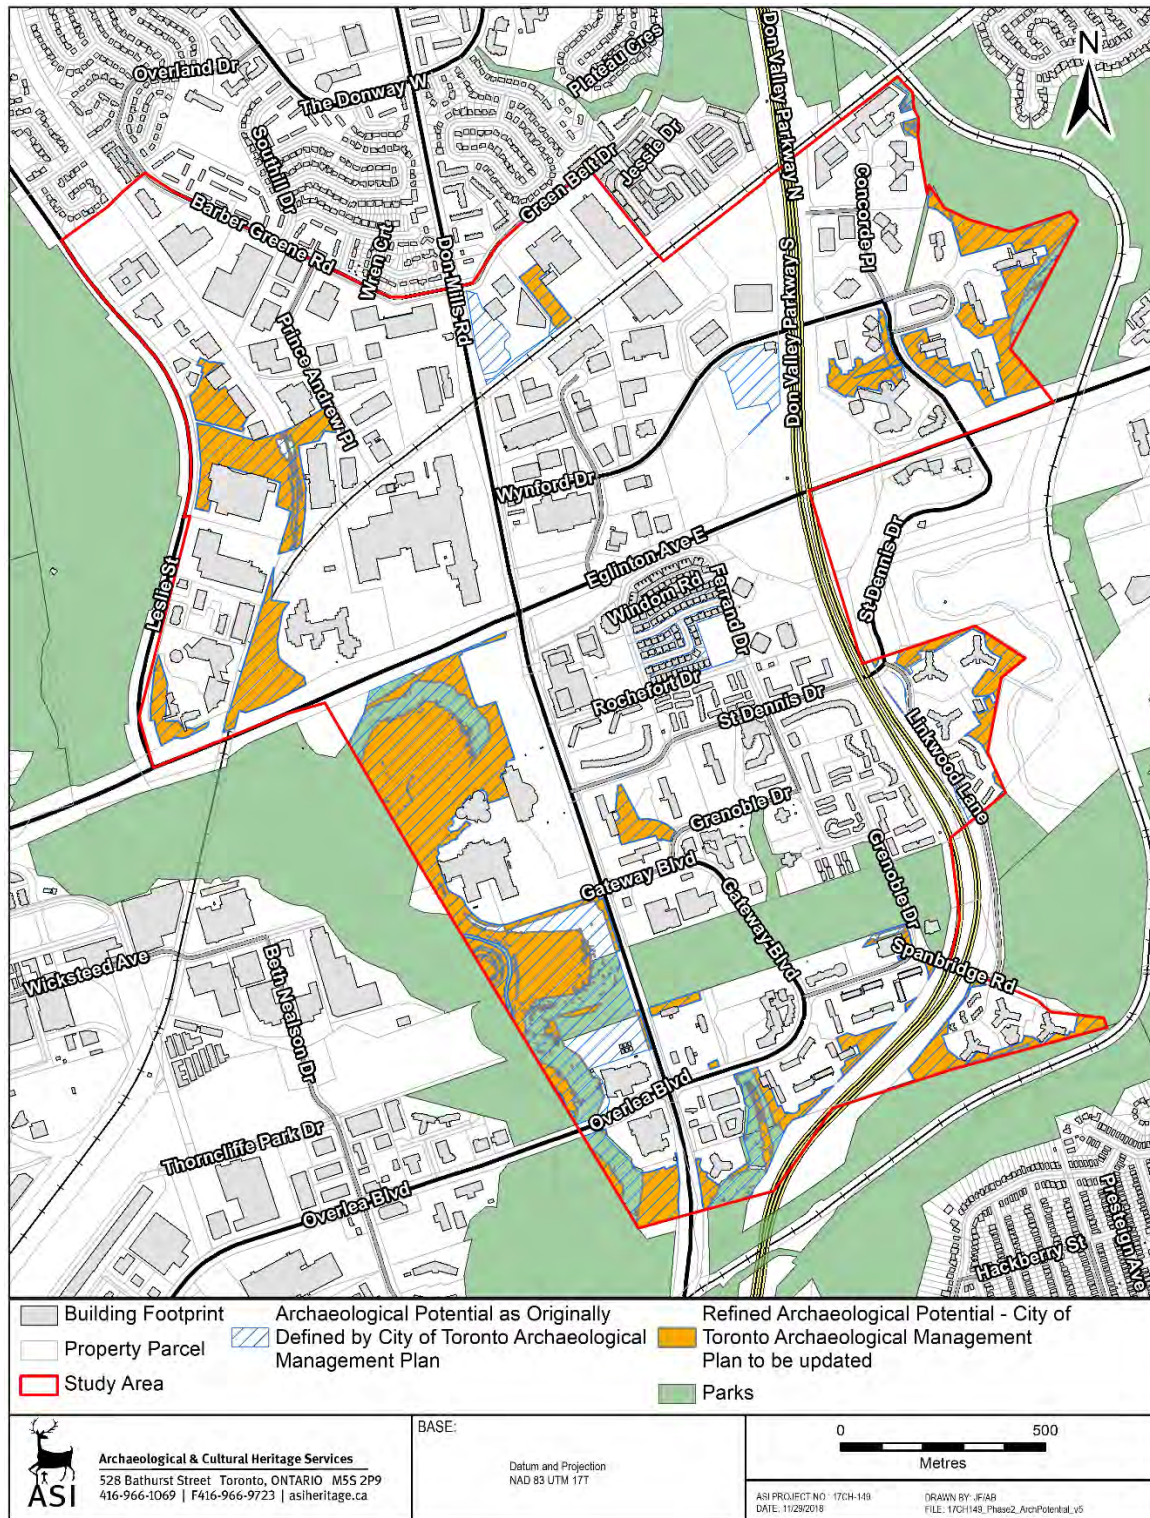 Overland Dr
The Donway W
Plateau Cres
Don Valley Parkway N
N
Southill Dr
Jessie Dr
Green Belt Dr
Barber Greene Rd
Wren Crt
Don Mills Rd
Concorde Pl
Don Valley Parkway S
Prince Andrew Pl
Wynford Dr
Eglinton Ave E
Leslie St
Windom Rd
Ferrand Dr
St Dennis Dr
Rochefort Dr
St Dennis Dr
Linkwood Lane
Grenoble Dr
Gateway Blvd
Grenoble Dr
Gateway Blvd
Spanbridge Rd
Wicksteed Ave
Beth Nealson Dr
Overlea Blvd
Thorncliffe Park Dr
Overlea Blvd
Presteign Ave
Hackberry St
Building Footprint
Property Parcel
Study Area
Archaeological Potential as Originally
Defined by City of Toronto Archaeological
Management Plan
Refined Archaeological Potential - City of
Toronto Archaeological Management
Plan to be updated
Parks
ASI
Archaeological & Cultural Heritage Services
528 Bathurst Street Toronto, ONTARIO M5S 2P9
416-966-1069 | F416-966-9723 | asiheritage.ca
BASE:
Datum and Projection
NAD 83 UTM 17T
0 500
Metres
ASI PROJECT NO.: 17CH-149
DATE: 11/29/2018
DRAWN BY: JF/AB
FILE: 17CH149_Phase2_ArchPotential_v5